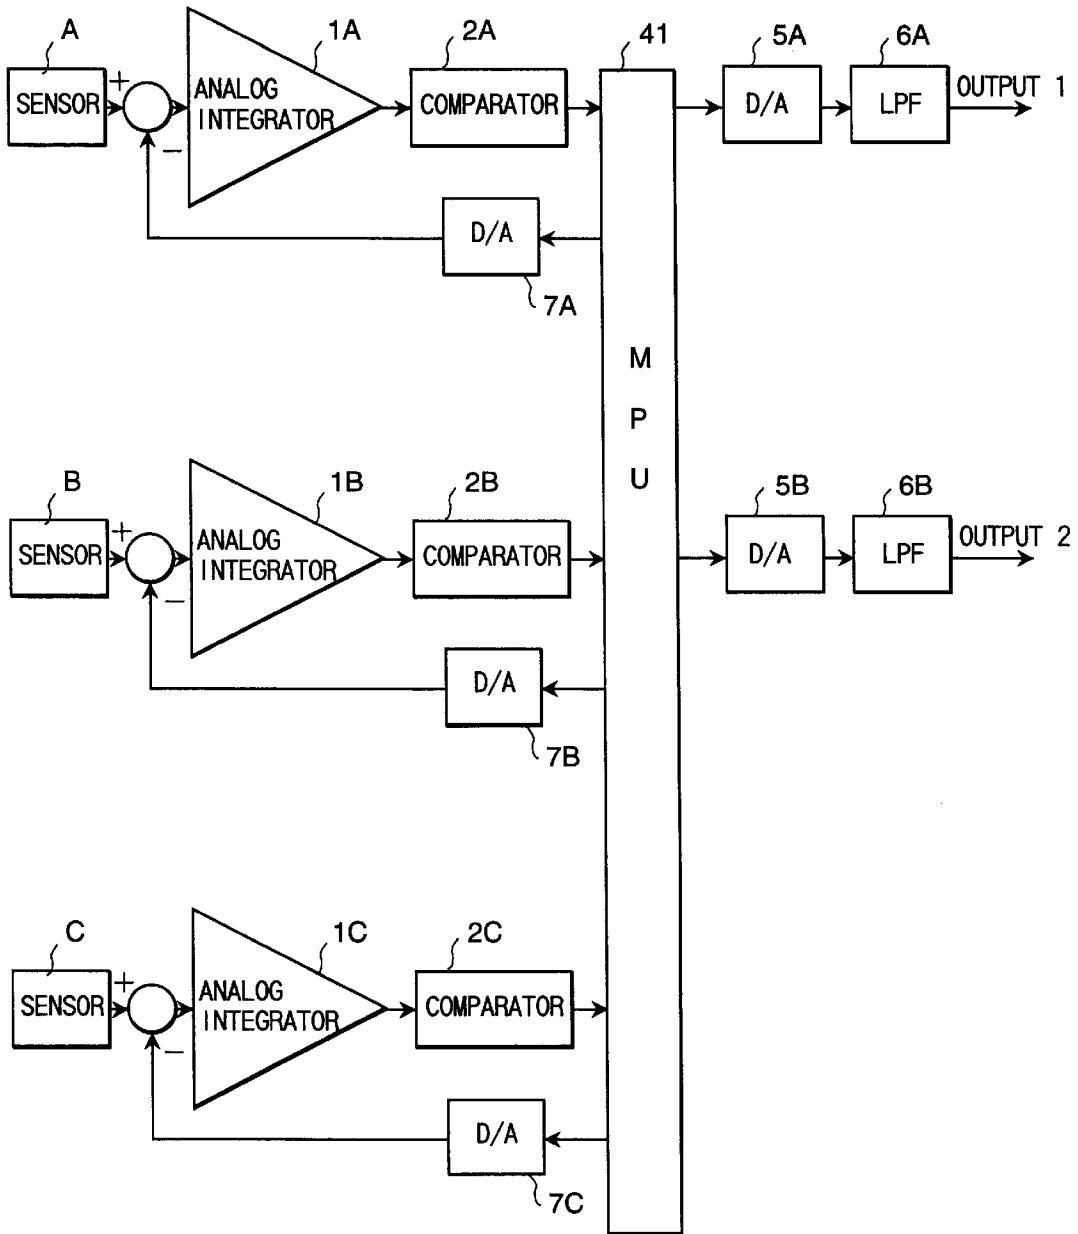 A
1A
2A
41
5A
6A
SENSOR
+
−
ANALOG
INTEGRATOR
COMPARATOR
D/A
LPF
OUTPUT 1
D/A
7A
M
P
U
B
1B
2B
5B
6B
SENSOR
+
−
ANALOG
INTEGRATOR
COMPARATOR
D/A
LPF
OUTPUT 2
D/A
7B
C
1C
2C
SENSOR
+
−
ANALOG
INTEGRATOR
COMPARATOR
D/A
7C